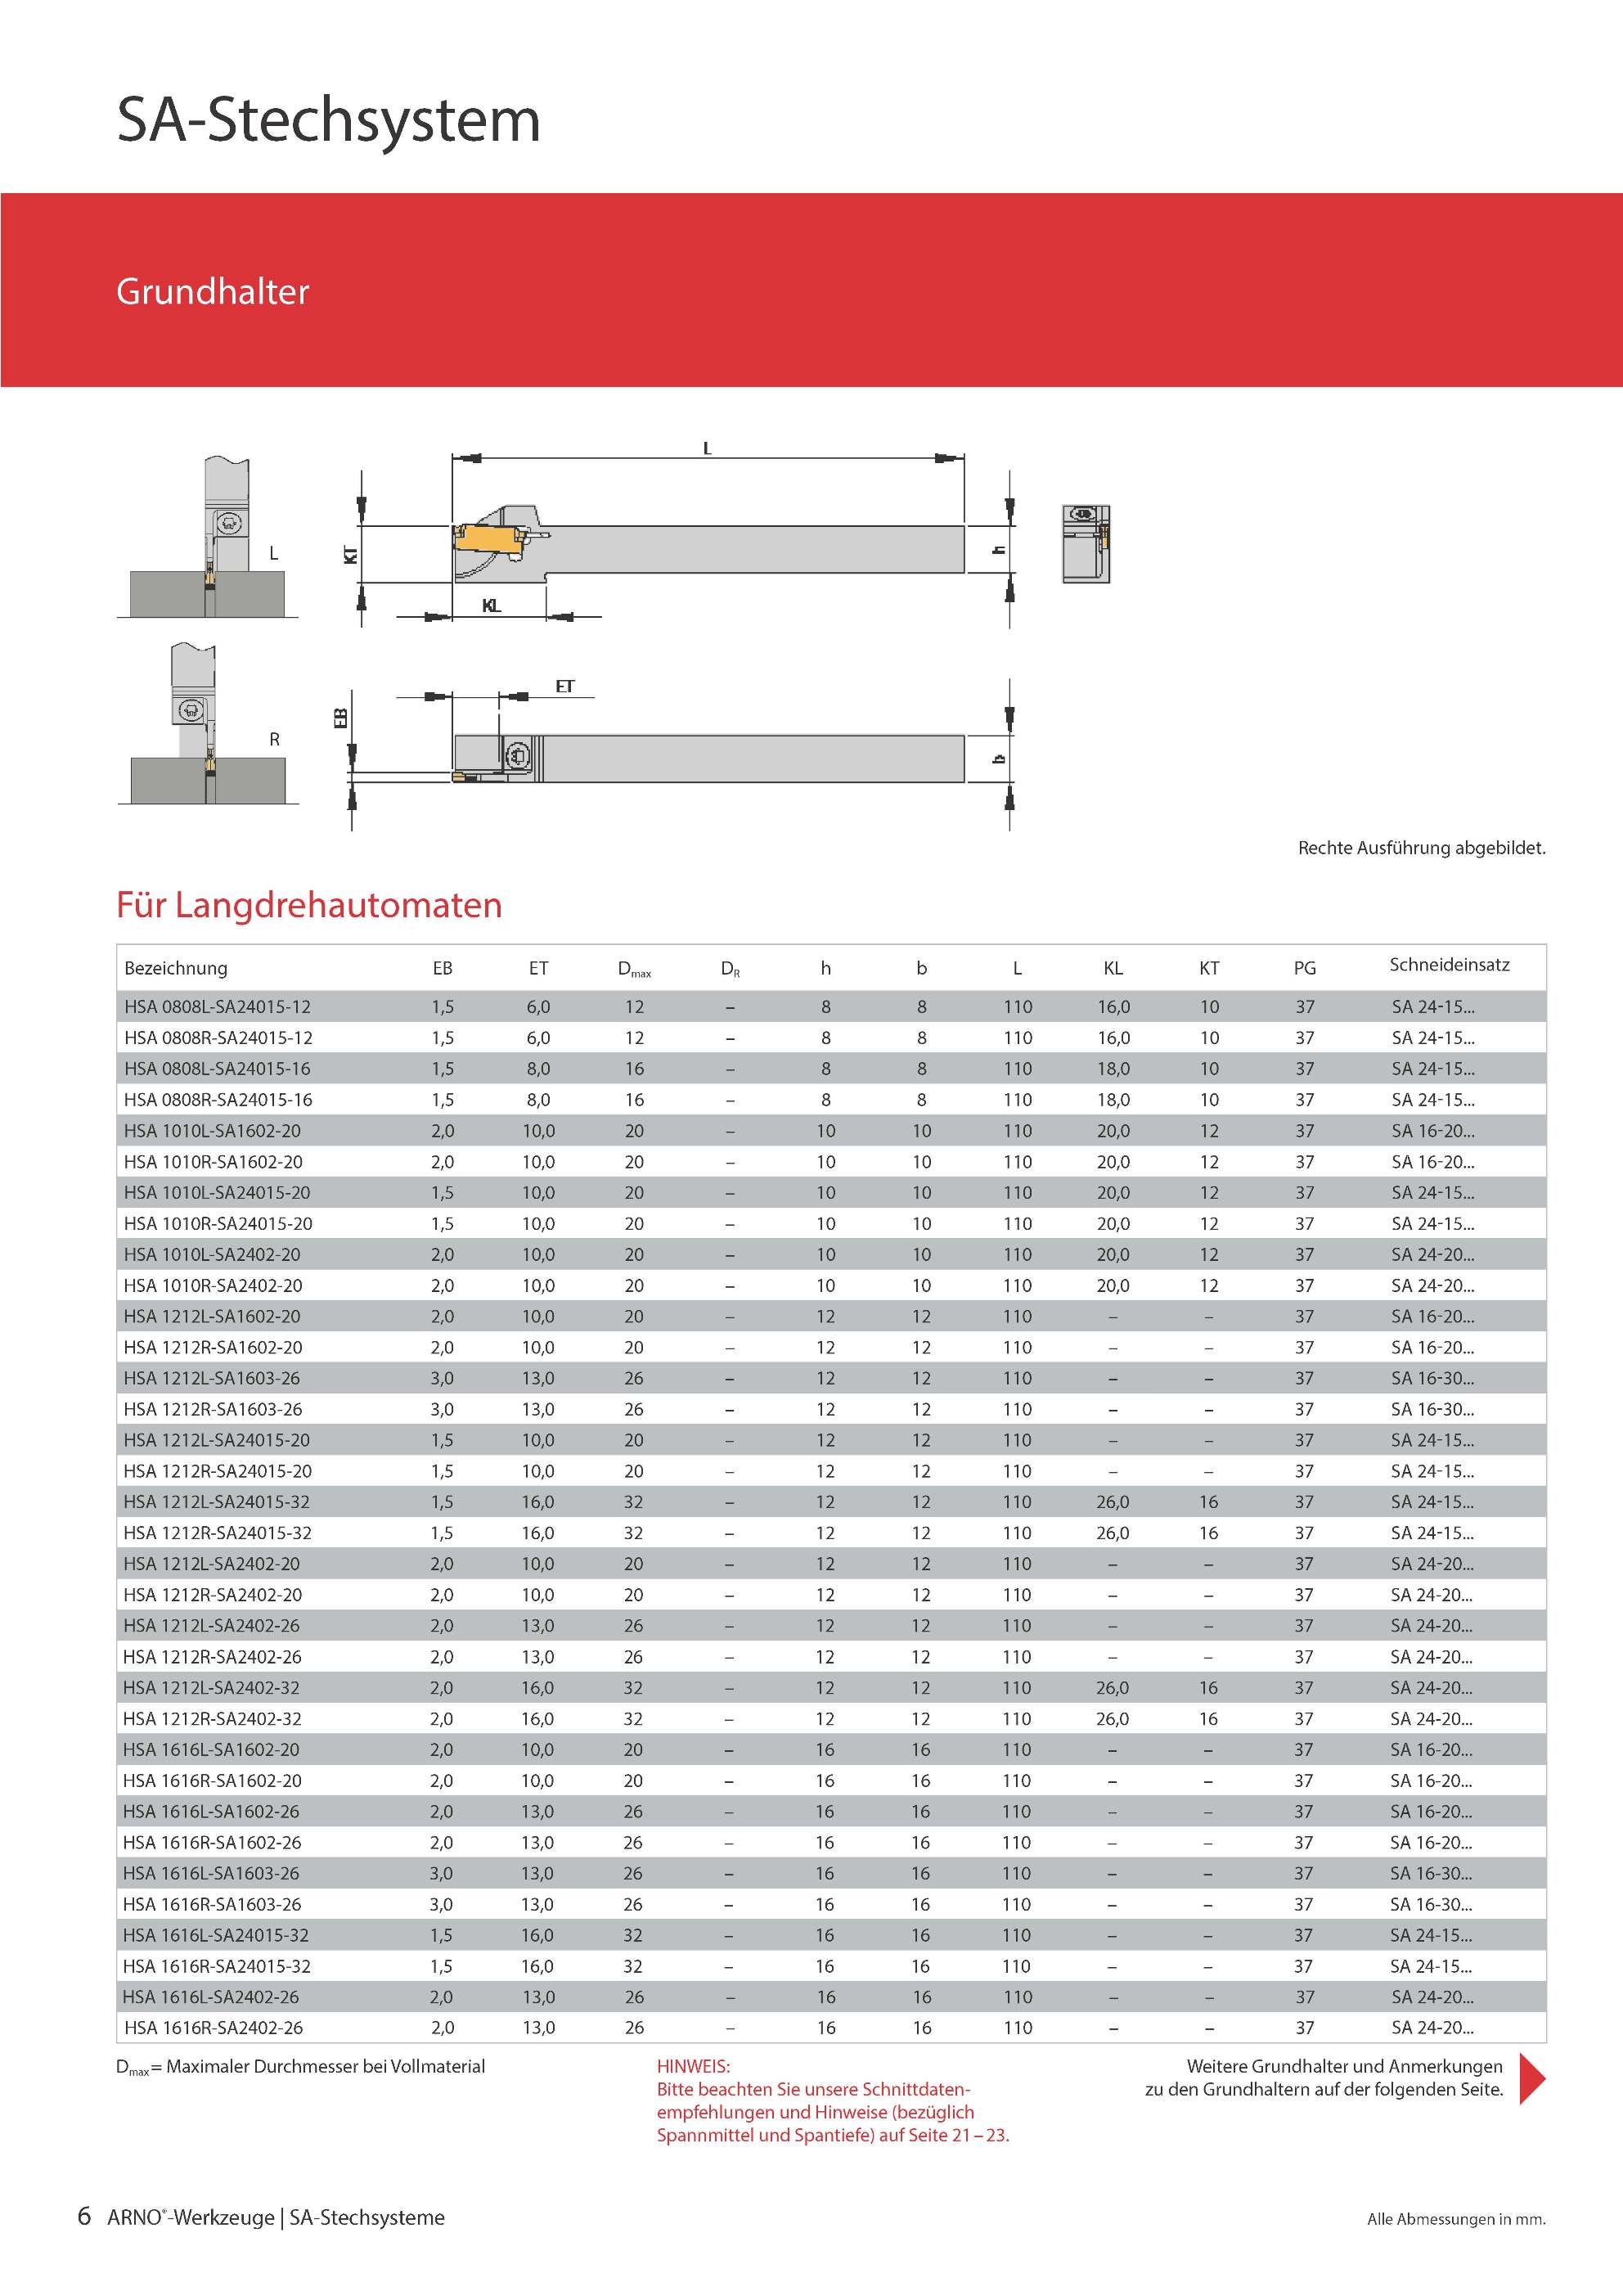 SA-Stechsystem
Grundhalter
L
L
KT
h
KL
R
ET
EB
b
Rechte Ausführung abgebildet.
Für Langdrehautomaten
Bezeichnung EB ET Dmax DR h b L KL KT PG Schneideinsatz
HSA 0808L-SA24015-12 1,5 6,0 12 – 8 8 110 16,0 10 37 SA 24-15...
HSA 0808R-SA24015-12 1,5 6,0 12 – 8 8 110 16,0 10 37 SA 24-15...
HSA 0808L-SA24015-16 1,5 8,0 16 – 8 8 110 18,0 10 37 SA 24-15...
HSA 0808R-SA24015-16 1,5 8,0 16 – 8 8 110 18,0 10 37 SA 24-15...
HSA 1010L-SA1602-20 2,0 10,0 20 – 10 10 110 20,0 12 37 SA 16-20...
HSA 1010R-SA1602-20 2,0 10,0 20 – 10 10 110 20,0 12 37 SA 16-20...
HSA 1010L-SA24015-20 1,5 10,0 20 – 10 10 110 20,0 12 37 SA 24-15...
HSA 1010R-SA24015-20 1,5 10,0 20 – 10 10 110 20,0 12 37 SA 24-15...
HSA 1010L-SA2402-20 2,0 10,0 20 – 10 10 110 20,0 12 37 SA 24-20...
HSA 1010R-SA2402-20 2,0 10,0 20 – 10 10 110 20,0 12 37 SA 24-20...
HSA 1212L-SA1602-20 2,0 10,0 20 – 12 12 110 – – 37 SA 16-20...
HSA 1212R-SA1602-20 2,0 10,0 20 – 12 12 110 – – 37 SA 16-20...
HSA 1212L-SA1603-26 3,0 13,0 26 – 12 12 110 – – 37 SA 16-30...
HSA 1212R-SA1603-26 3,0 13,0 26 – 12 12 110 – – 37 SA 16-30...
HSA 1212L-SA24015-20 1,5 10,0 20 – 12 12 110 – – 37 SA 24-15...
HSA 1212R-SA24015-20 1,5 10,0 20 – 12 12 110 – – 37 SA 24-15...
HSA 1212L-SA24015-32 1,5 16,0 32 – 12 12 110 26,0 16 37 SA 24-15...
HSA 1212R-SA24015-32 1,5 16,0 32 – 12 12 110 26,0 16 37 SA 24-15...
HSA 1212L-SA2402-20 2,0 10,0 20 – 12 12 110 – – 37 SA 24-20...
HSA 1212R-SA2402-20 2,0 10,0 20 – 12 12 110 – – 37 SA 24-20...
HSA 1212L-SA2402-26 2,0 13,0 26 – 12 12 110 – – 37 SA 24-20...
HSA 1212R-SA2402-26 2,0 13,0 26 – 12 12 110 – – 37 SA 24-20...
HSA 1212L-SA2402-32 2,0 16,0 32 – 12 12 110 26,0 16 37 SA 24-20...
HSA 1212R-SA2402-32 2,0 16,0 32 – 12 12 110 26,0 16 37 SA 24-20...
HSA 1616L-SA1602-20 2,0 10,0 20 – 16 16 110 – – 37 SA 16-20...
HSA 1616R-SA1602-20 2,0 10,0 20 – 16 16 110 – – 37 SA 16-20...
HSA 1616L-SA1602-26 2,0 13,0 26 – 16 16 110 – – 37 SA 16-20...
HSA 1616R-SA1602-26 2,0 13,0 26 – 16 16 110 – – 37 SA 16-20...
HSA 1616L-SA1603-26 3,0 13,0 26 – 16 16 110 – – 37 SA 16-30...
HSA 1616R-SA1603-26 3,0 13,0 26 – 16 16 110 – – 37 SA 16-30...
HSA 1616L-SA24015-32 1,5 16,0 32 – 16 16 110 – – 37 SA 24-15...
HSA 1616R-SA24015-32 1,5 16,0 32 – 16 16 110 – – 37 SA 24-15...
HSA 1616L-SA2402-26 2,0 13,0 26 – 16 16 110 – – 37 SA 24-20...
HSA 1616R-SA2402-26 2,0 13,0 26 – 16 16 110 – – 37 SA 24-20...
Dmax = Maximaler Durchmesser bei Vollmaterial
HINWEIS:
Bitte beachten Sie unsere Schnittdaten-
empfehlungen und Hinweise (bezüglich
Spannmittel und Spantiefe) auf Seite 21 – 23.
Weitere Grundhalter und Anmerkungen
zu den Grundhaltern auf der folgenden Seite.
6 ARNO®-Werkzeuge | SA-Stechsysteme
Alle Abmessungen in mm.